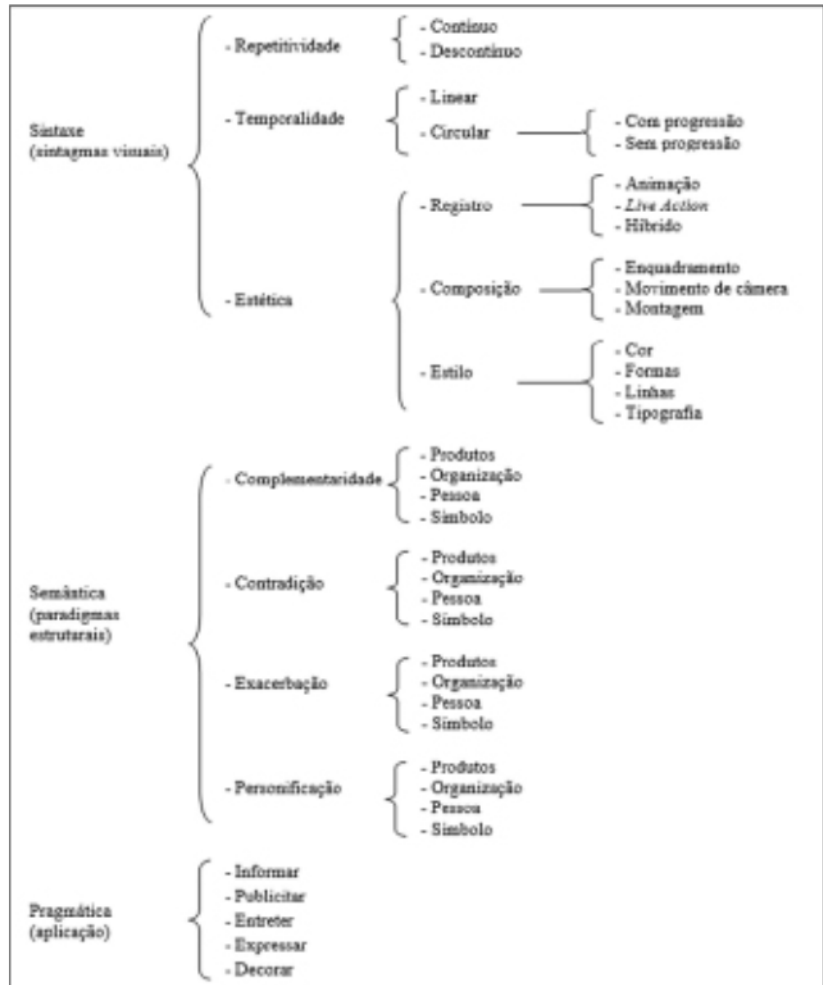 Sintaxe
(sintagmas visuais)
- Repetitividade
- Contínuo
- Descontínuo
- Temporalidade
- Linear
- Circular
- Com progressão
- Sem progressão
- Estética
- Registro
- Animação
- Live Action
- Híbrido
- Composição
- Enquadramento
- Movimento de câmera
- Montagem
- Estilo
- Cor
- Formas
- Linhas
- Tipografia
Semântica
(paradigmas
estruturais)
- Complementaridade
- Produtos
- Organização
- Pessoa
- Símbolo
- Contradição
- Produtos
- Organização
- Pessoa
- Símbolo
- Exacerbação
- Produtos
- Organização
- Pessoa
- Símbolo
- Personificação
- Produtos
- Organização
- Pessoa
- Símbolo
Pragmática
(aplicação)
- Informar
- Publicitar
- Entreter
- Expressar
- Decorar